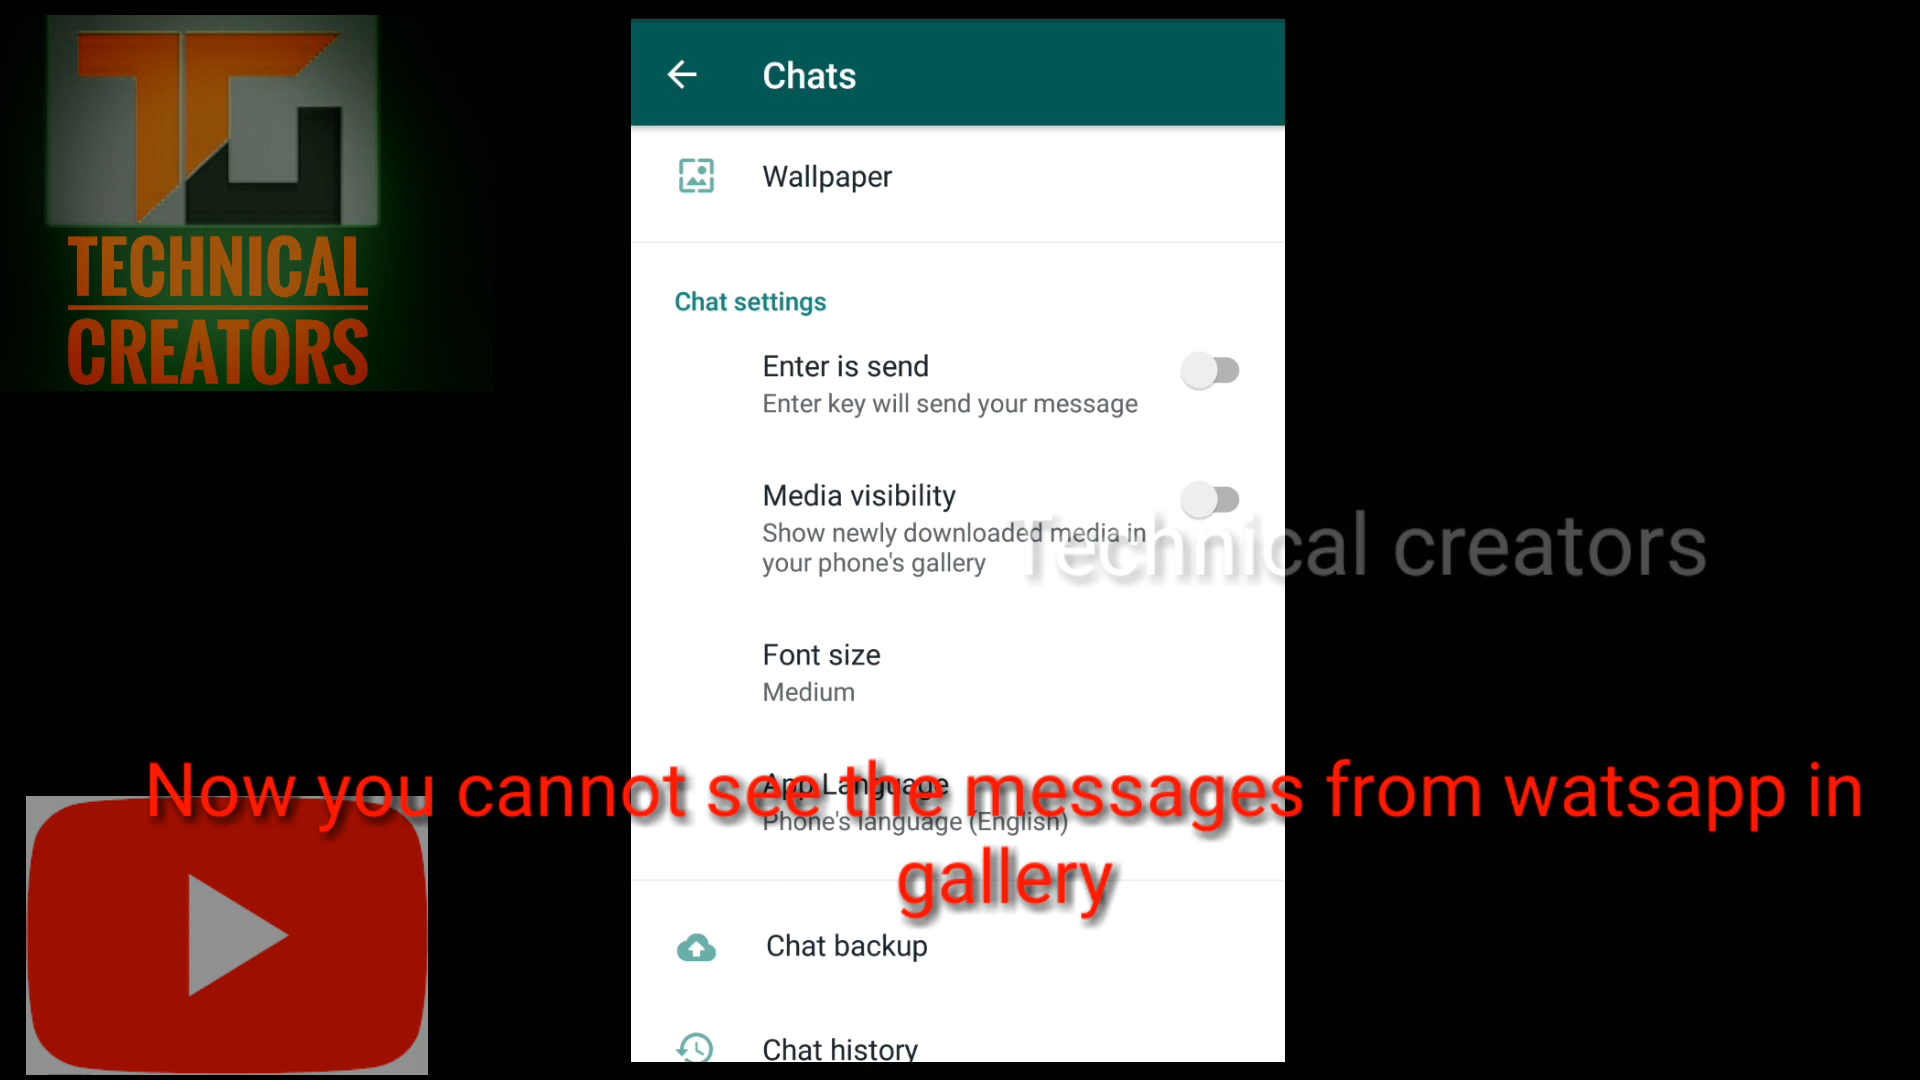 TECHNICAL
CREATORS
Chats
Wallpaper
Chat settings
Enter is send
Enter key will send your message
Media visibility
Show newly downloaded media in
your phone's gallery
Technical creators
Font size
Medium
App Language
Phone's language (English)
Now you cannot see the messages from watsapp in
gallery
Chat backup
Chat history